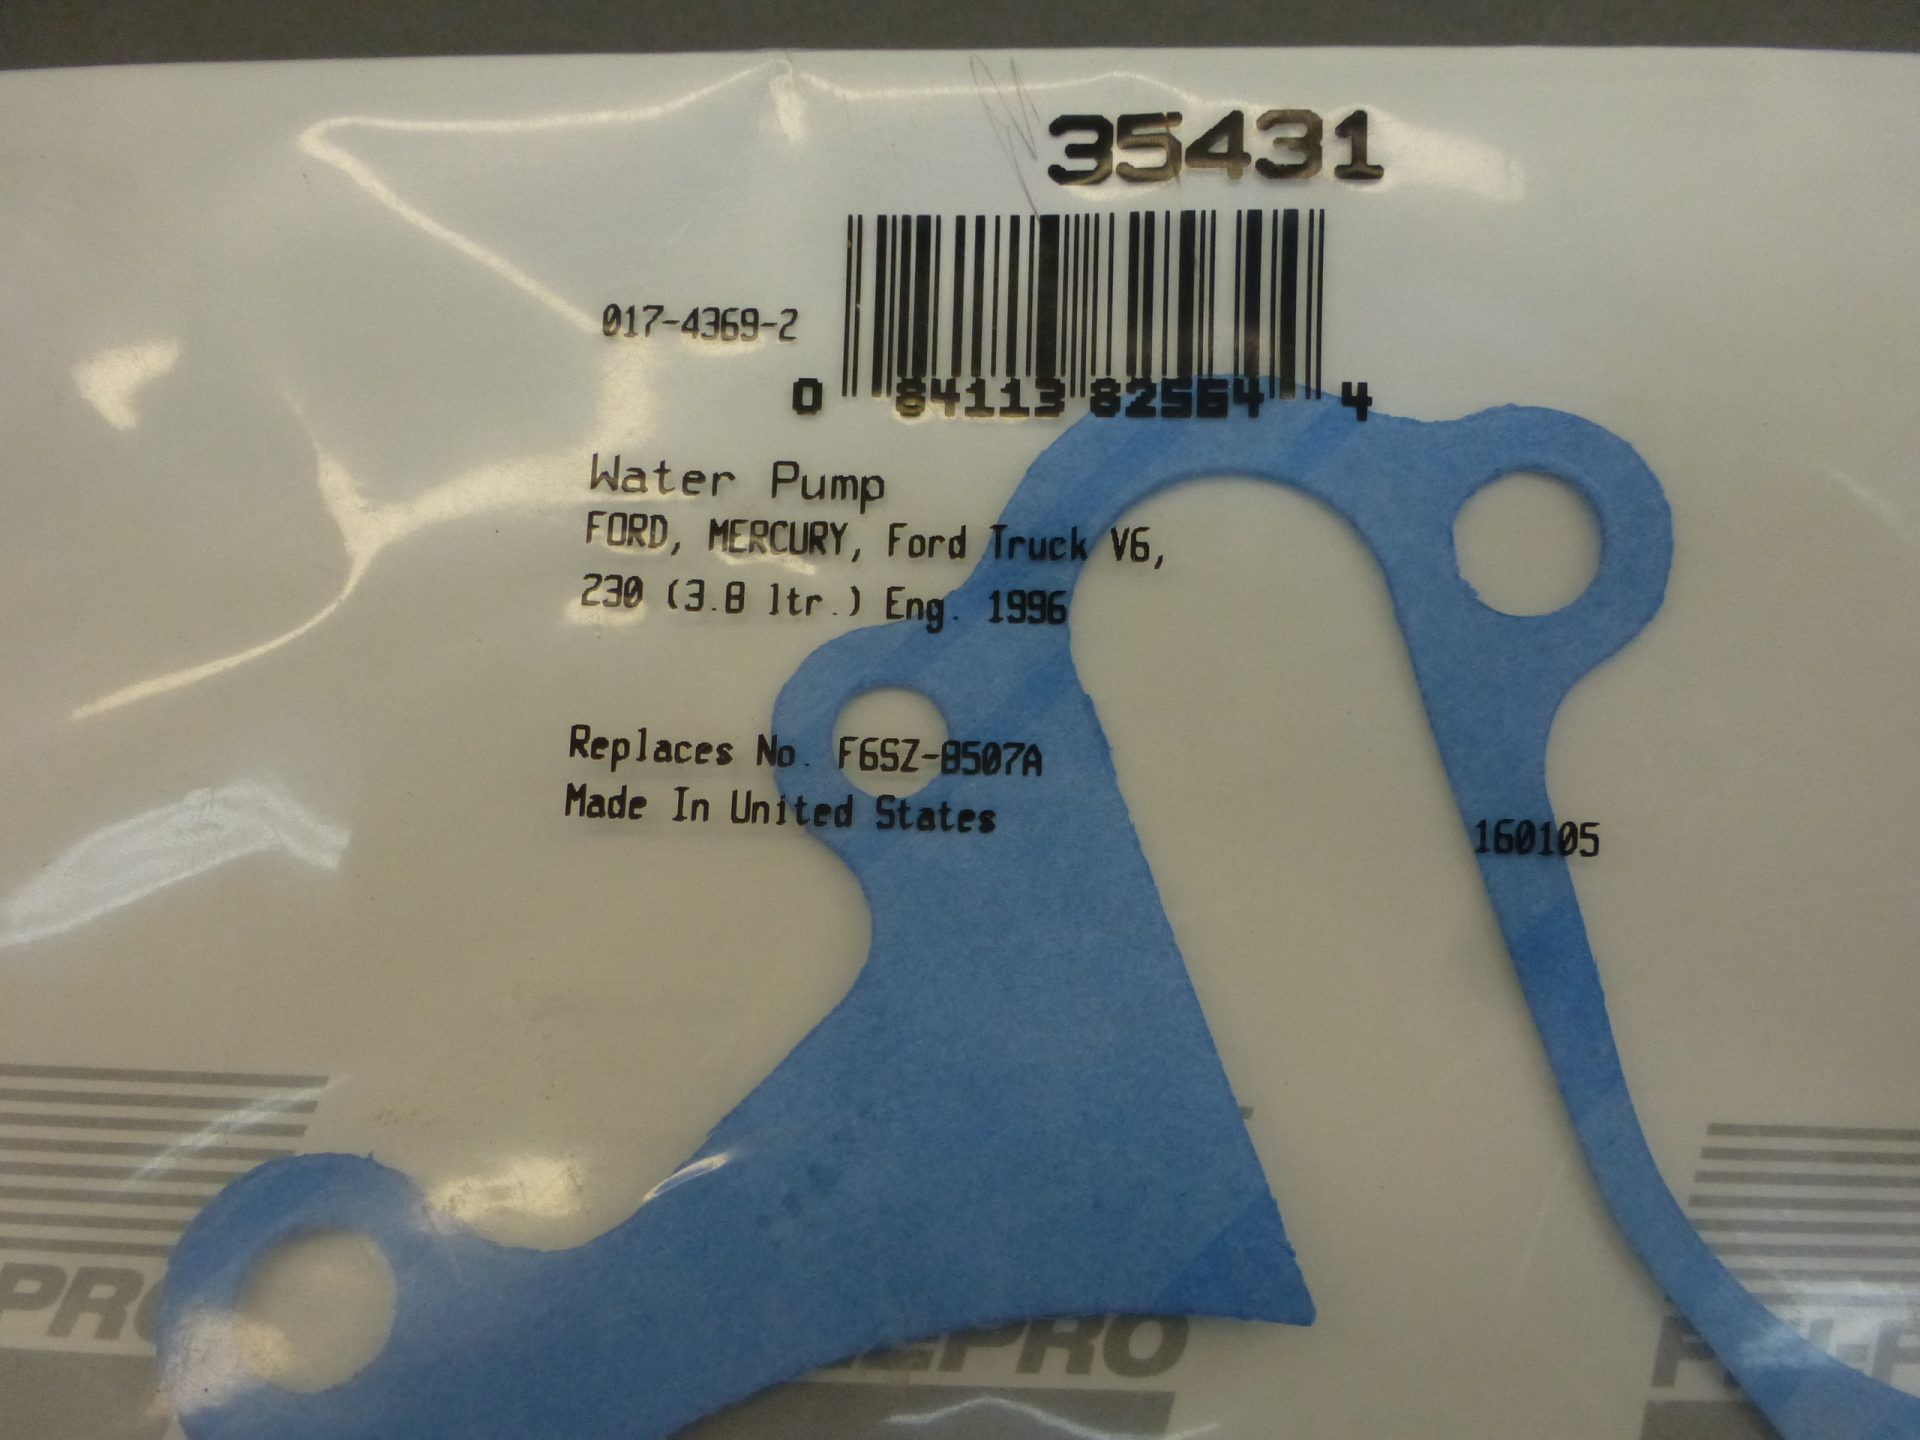 35431
017-4369-2
0 84113 82564 4
Water Pump
FORD, MERCURY, Ford Truck V6,
230 (3.8 ltr.) Eng. 1996
Replaces No. F6SZ-8507A
Made In United States
160105